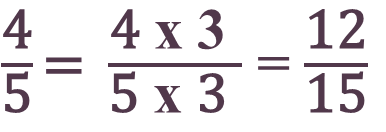 4/5 = 4 x 3 / 5 x 3 = 12/15